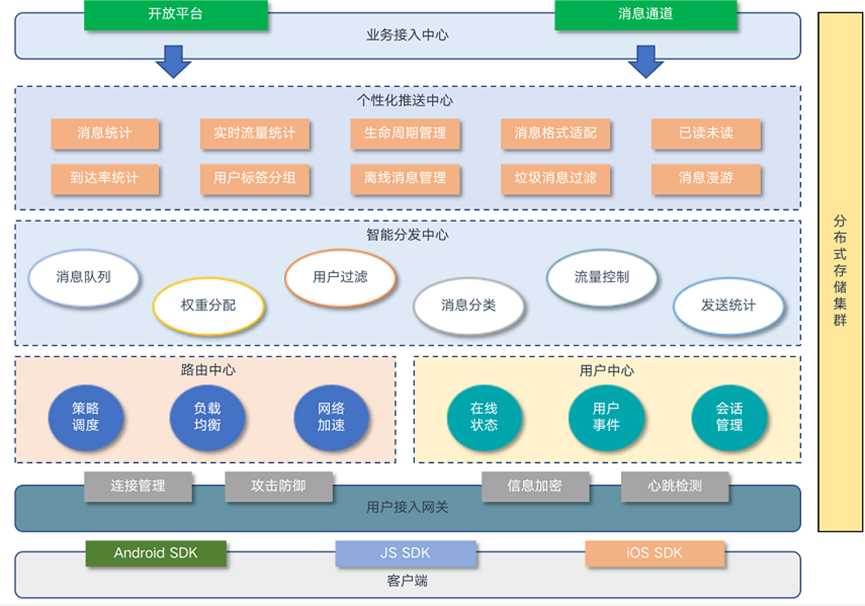 开放平台
消息通道
业务接入中心
个性化推送中心
消息统计
实时流量统计
生命周期管理
消息格式适配
已读未读
到达率统计
用户标签分组
离线消息管理
垃圾消息过滤
消息漫游
智能分发中心
消息队列
权重分配
用户过滤
消息分类
流量控制
发送统计
路由中心
策略
调度
负载
均衡
网络
加速
用户中心
在线
状态
用户
事件
会话
管理
连接管理
攻击防御
信息加密
心跳检测
用户接入网关
Android SDK
JS SDK
iOS SDK
客户端
分布式存储集群